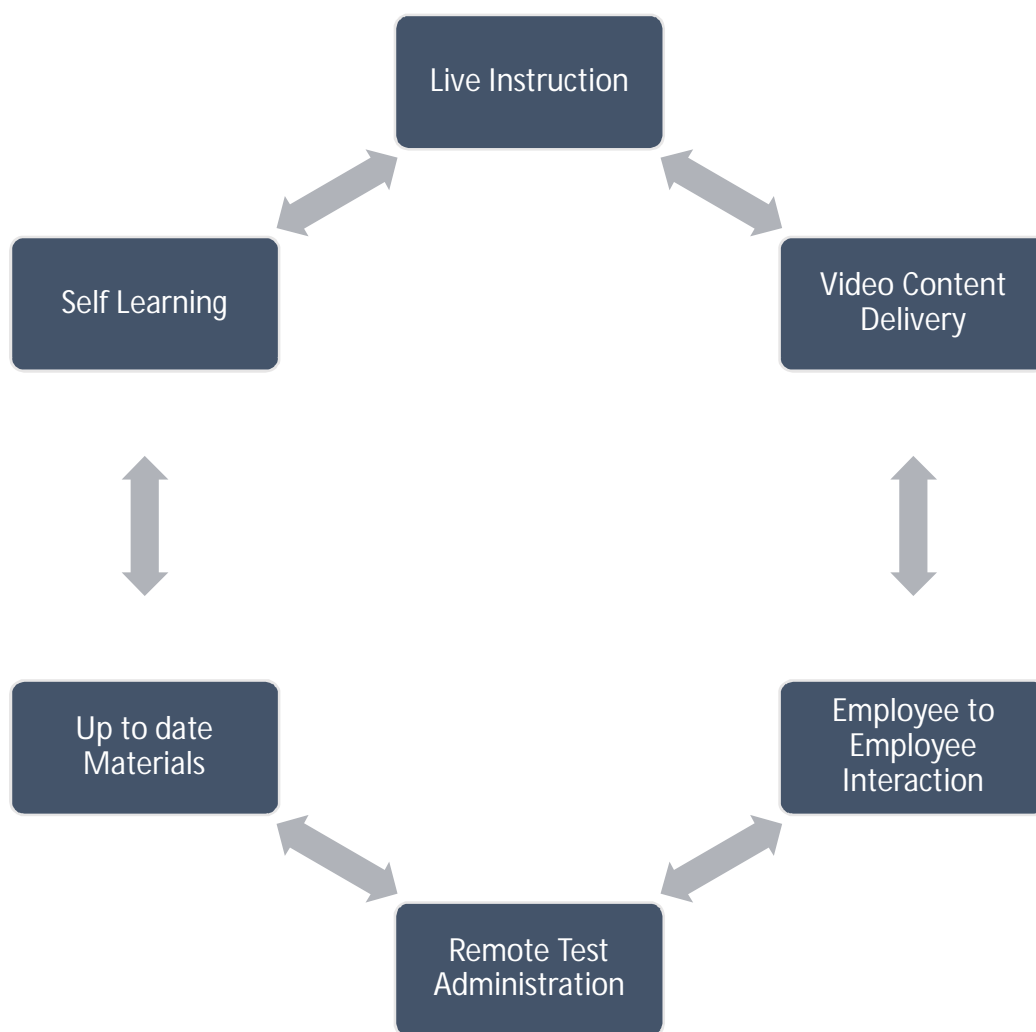 Live Instruction
Self Learning
Video Content
Delivery
Up to date
Materials
Employee to
Employee
Interaction
Remote Test
Administration